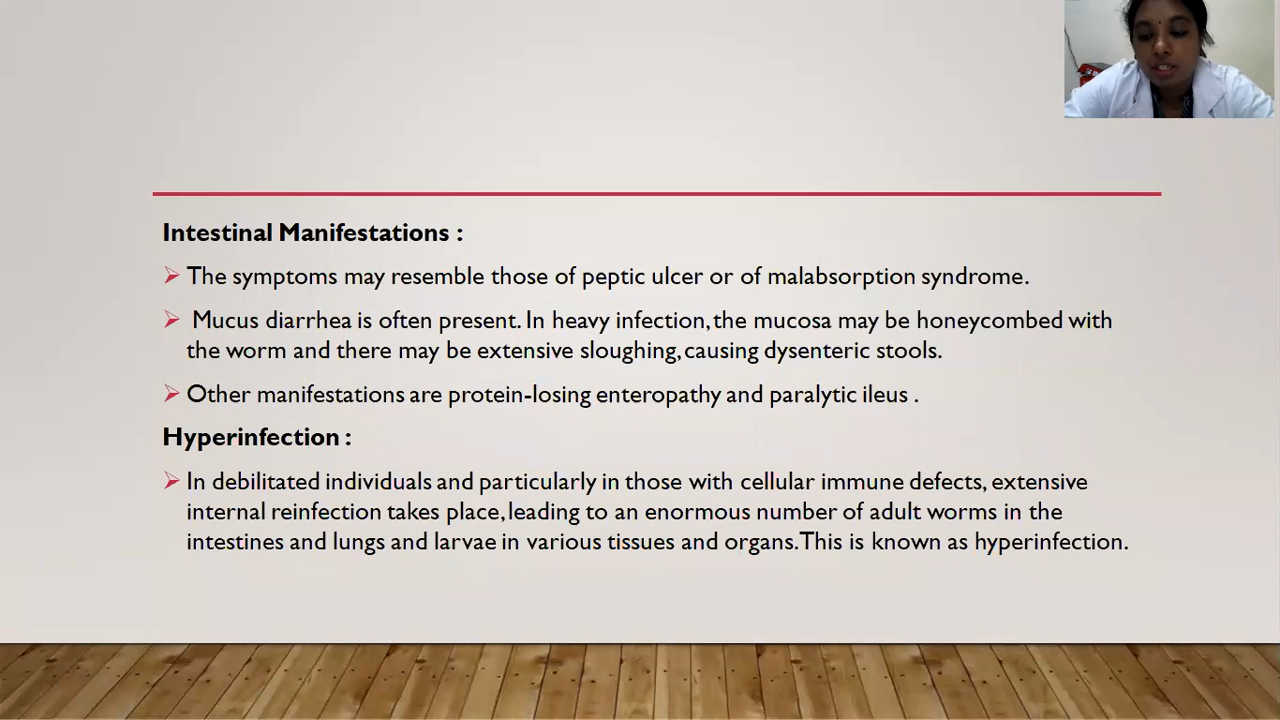 Intestinal Manifestations :
The symptoms may resemble those of peptic ulcer or of malabsorption syndrome.
Mucus diarrhea is often present. In heavy infection, the mucosa may be honeycombed with
the worm and there may be extensive sloughing, causing dysenteric stools.
Other manifestations are protein-losing enteropathy and paralytic ileus .
Hyperinfection :
In debilitated individuals and particularly in those with cellular immune defects, extensive
internal reinfection takes place, leading to an enormous number of adult worms in the
intestines and lungs and larvae in various tissues and organs. This is known as hyperinfection.